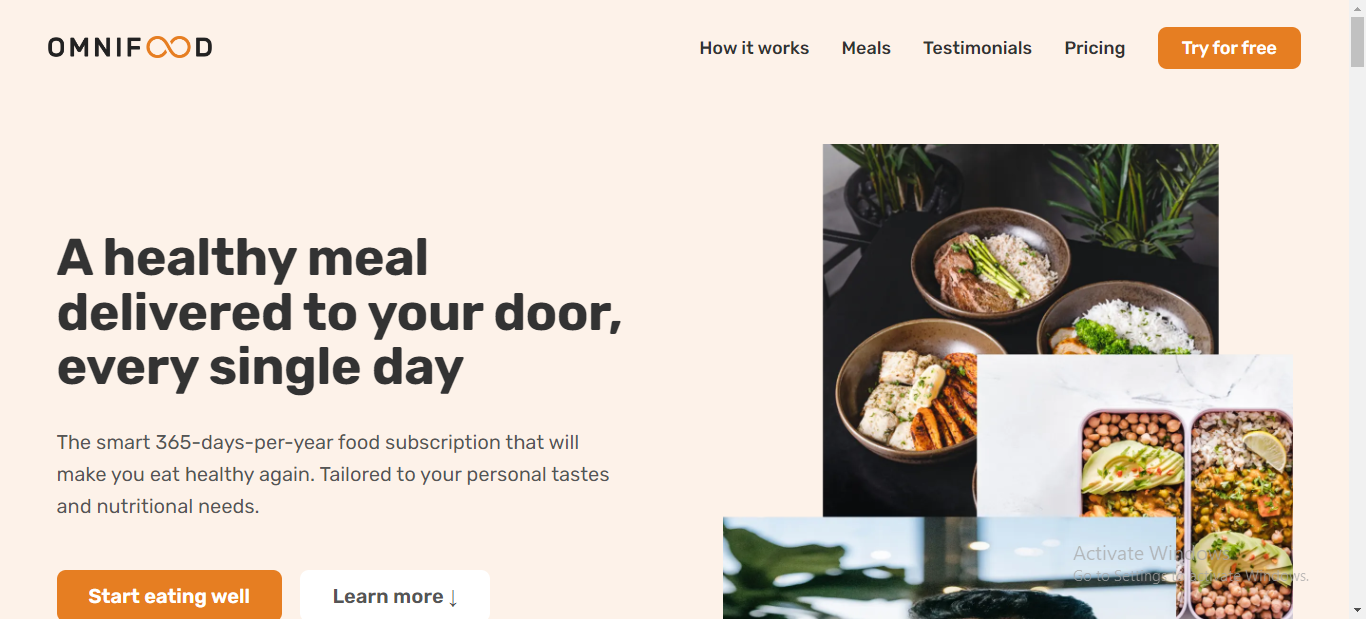 OMNIFOOD
How it works
Meals
Testimonials
Pricing
Try for free
A healthy meal
delivered to your door,
every single day
The smart 365-days-per-year food subscription that will
make you eat healthy again. Tailored to your personal tastes
and nutritional needs.
Start eating well
Learn more ↓
Activate Windows
Go to Settings to activate Windows.